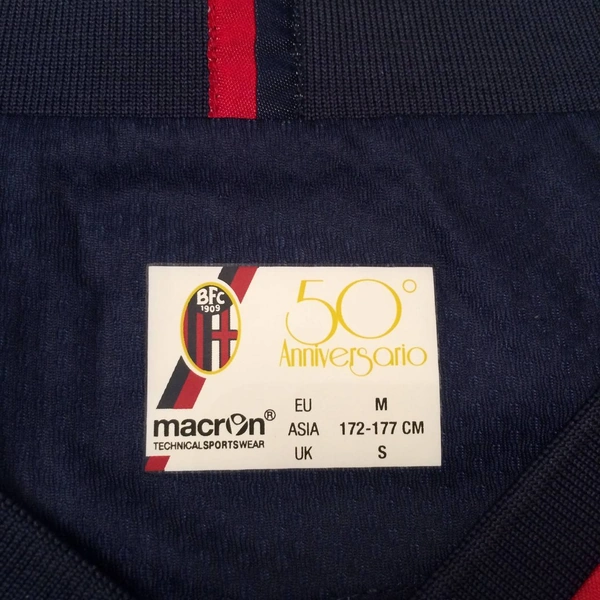 BFC
1909
50°
Anniversario
macron®
TECHNICALSPORTSWEAR
EU M
ASIA 172-177 CM
UK S